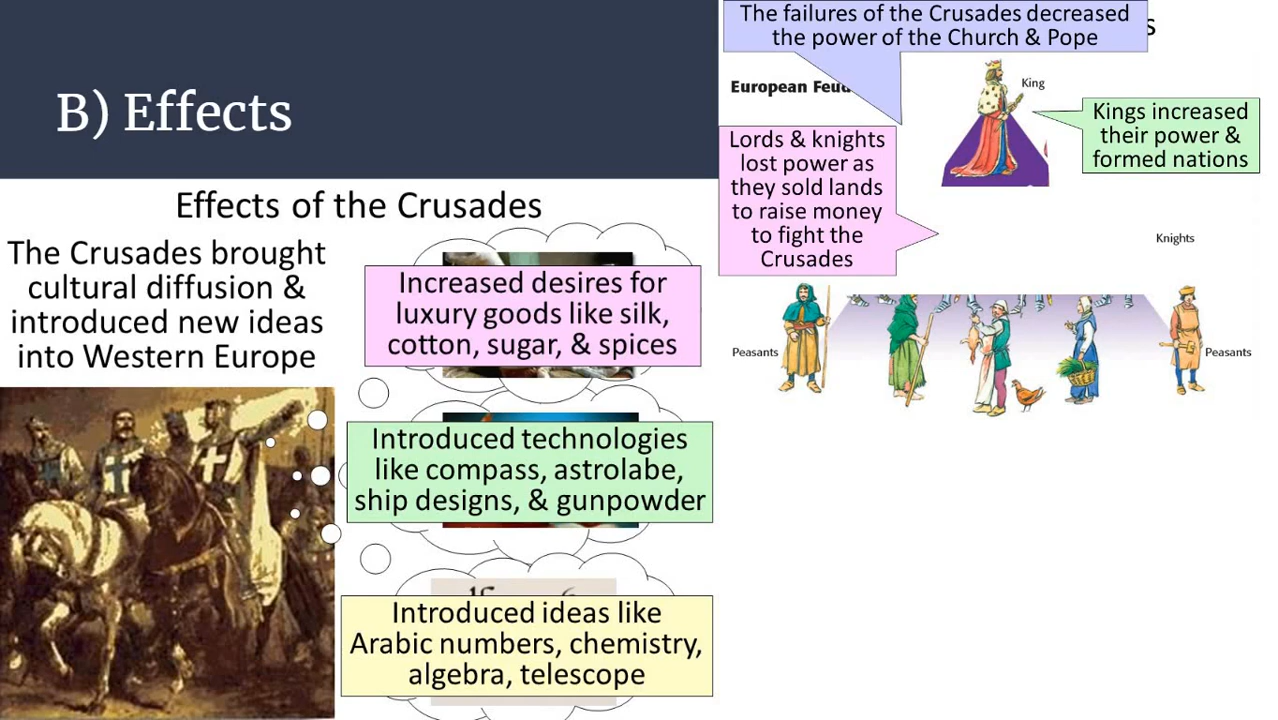 B) Effects
Effects of the Crusades
The Crusades brought
cultural diffusion &
introduced new ideas
into Western Europe
Increased desires for
luxury goods like silk,
cotton, sugar, & spices
Introduced technologies
like compass, astrolabe,
ship designs, & gunpowder
Introduced ideas like
Arabic numbers, chemistry,
algebra, telescope
The failures of the Crusades decreased
the power of the Church & Pope
s
European Feud
King
Kings increased
their power &
formed nations
Lords & knights
lost power as
they sold lands
to raise money
to fight the
Crusades
Knights
Peasants
Peasants